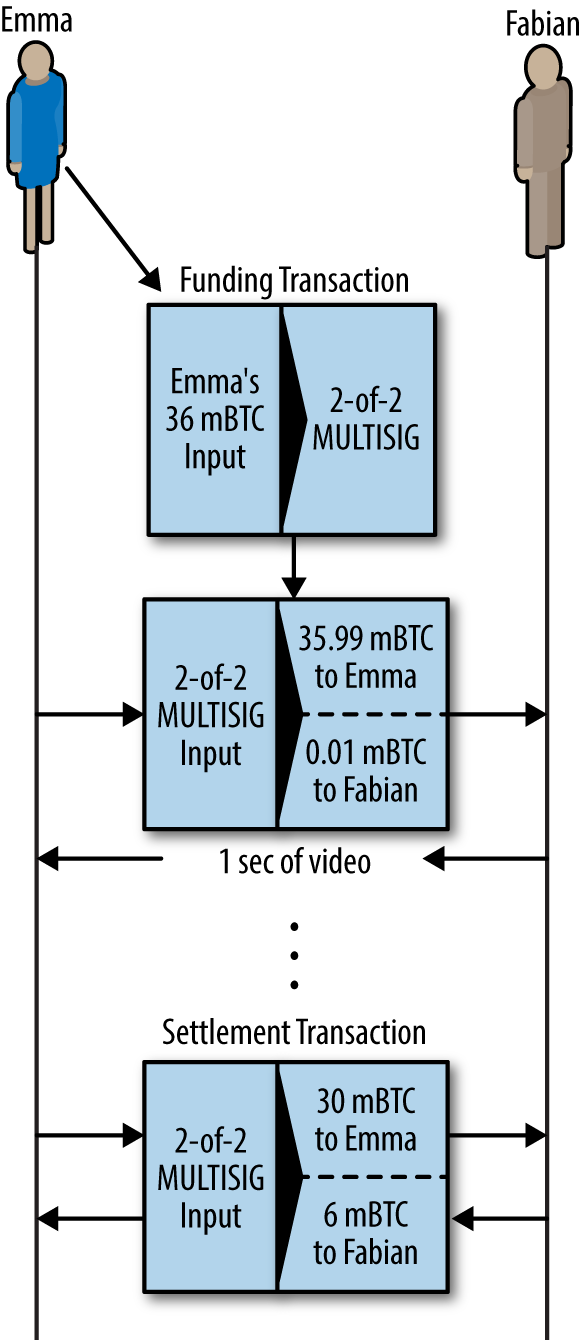 Emma
Fabian
Funding Transaction
Emma's
36 mBTC
Input
2-of-2
MULTISIG
2-of-2
MULTISIG
Input
35.99 mBTC
to Emma
0.01 mBTC
to Fabian
1 sec of video
Settlement Transaction
2-of-2
MULTISIG
Input
30 mBTC
to Emma
6 mBTC
to Fabian